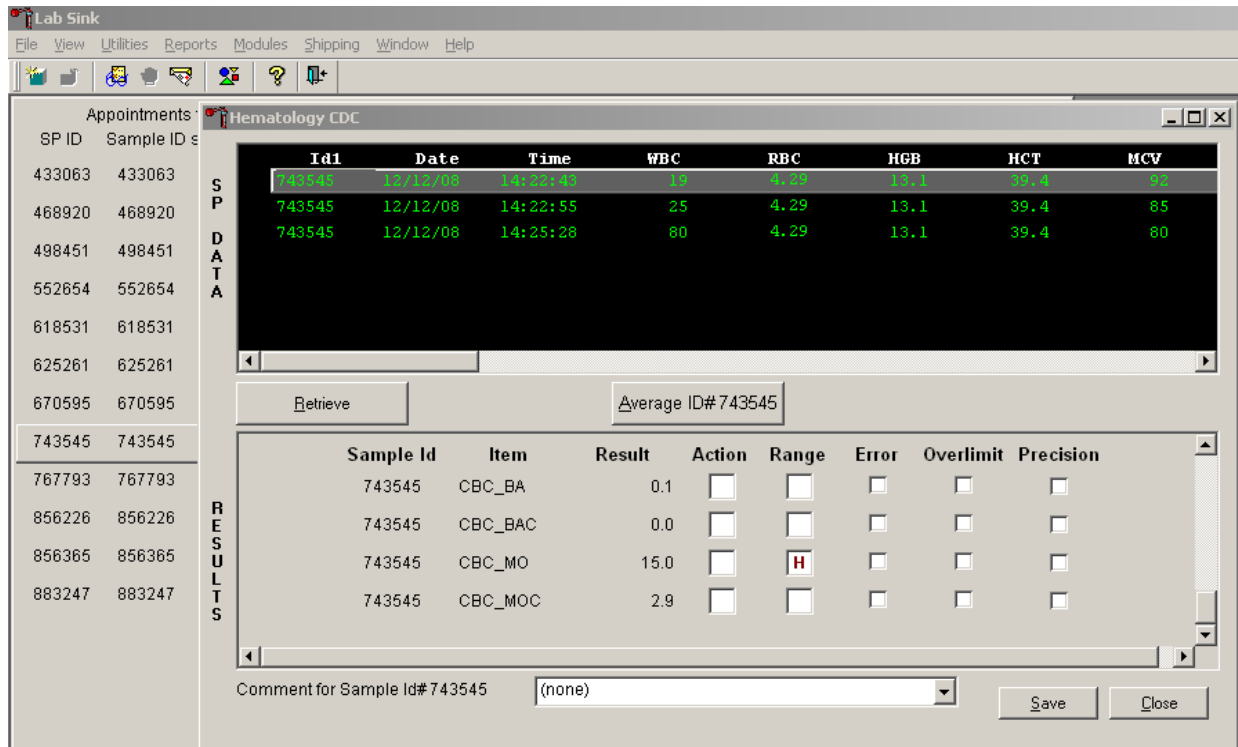 Lab Sink
File View Utilities Reports Modules Shipping Window Help
Appointments
SP ID Sample ID s
433063 433063
468920 468920
498451 498451
552654 552654
618531 618531
625261 625261
670595 670595
743545 743545
767793 767793
856226 856226
856365 856365
883247 883247
Hematology CDC
SP DATA
Id1 Date Time WBC RBC HGB HCT MCV
743545 12/12/08 14:22:43 19 4.29 13.1 39.4 92
743545 12/12/08 14:22:55 25 4.29 13.1 39.4 85
743545 12/12/08 14:25:28 80 4.29 13.1 39.4 80
Retrieve Average ID# 743545
RESULTS
Sample Id Item Result Action Range Error Overlimit Precision
743545 CBC_BA 0.1
743545 CBC_BAC 0.0
743545 CBC_MO 15.0 H
743545 CBC_MOC 2.9
Comment for Sample Id# 743545 (none)
Save Close